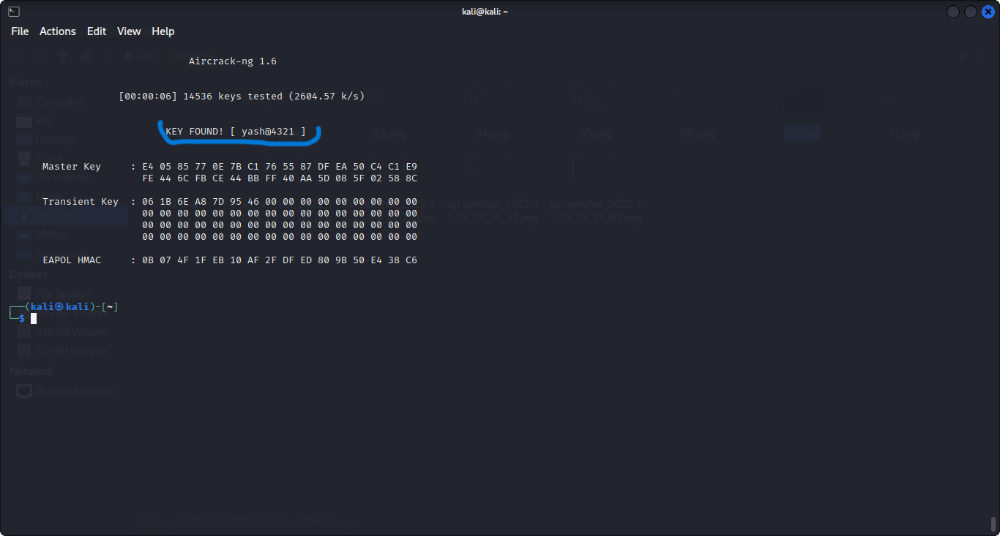 kali@kali: ~
File Actions Edit View Help
Aircrack-ng 1.6
[00:00:06] 14536 keys tested (2604.57 k/s)
KEY FOUND! [ yash@4321 ]
Master Key : E4 05 85 77 0E 7B C1 76 55 87 DF EA 50 C4 C1 E9
FE 44 6C FB CE 44 BB FF 40 AA 5D 08 5F 02 58 8C
Transient Key : 06 1B 6E A8 7D 95 46 00 00 00 00 00 00 00 00 00
00 00 00 00 00 00 00 00 00 00 00 00 00 00 00 00
00 00 00 00 00 00 00 00 00 00 00 00 00 00 00 00
00 00 00 00 00 00 00 00 00 00 00 00 00 00 00 00
EAPOL HMAC : 0B 07 4F 1F EB 10 AF 2F DF ED 80 9B 50 E4 38 C6
┌──(kali㉿kali)-[~]
└─$
Places
Computer
kali
Desktop
Trash
Documents
Pictures
Videos
Downloads
Devices
File System
419 GB Volume
157 GB Volume
Network
Browse Network
03.png 04.png 05.png 06.png 07.png 11.png
Screenshot_2022-1 Screenshot_2022-1
1-23_23_14_33.png 1-23_23_21_00.png